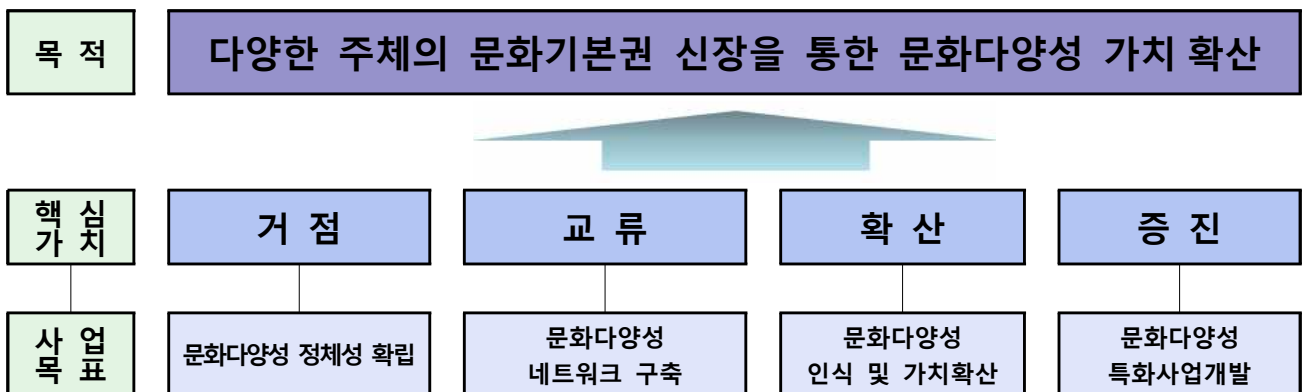 목 적
다양한 주체의 문화기본권 신장을 통한 문화다양성 가치 확산
핵 심
가 치
거 점
교 류
확 산
증 진
사 업
목 표
문화다양성 정체성 확립
문화다양성
네트워크 구축
문화다양성
인식 및 가치확산
문화다양성
특화사업개발